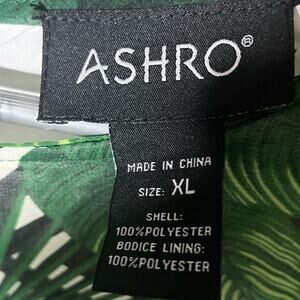 ASHRO®
MADE IN CHINA
SIZE: XL
SHELL:
100%POLYESTER
BODICE LINING:
100%POLYESTER